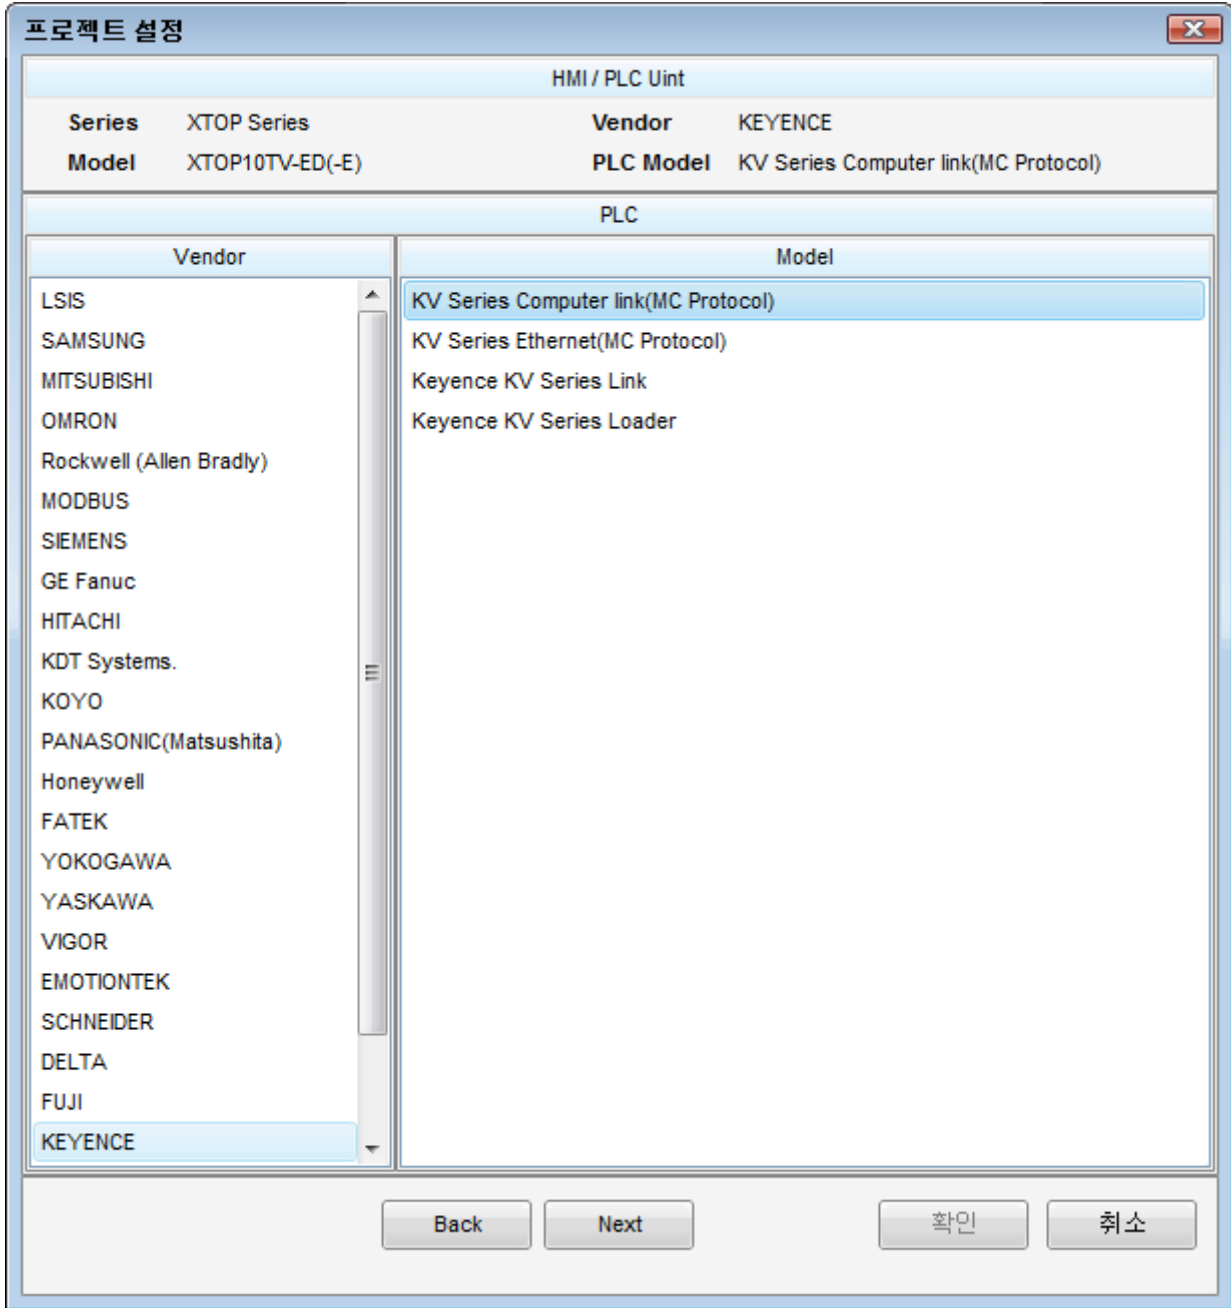 프로젝트 설정
HMI / PLC Uint
Series XTOP Series Vendor KEYENCE
Model XTOP10TV-ED(-E) PLC Model KV Series Computer link(MC Protocol)
PLC
Vendor Model
LSIS KV Series Computer link(MC Protocol)
SAMSUNG KV Series Ethernet(MC Protocol)
MITSUBISHI Keyence KV Series Link
OMRON Keyence KV Series Loader
Rockwell (Allen Bradly)
MODBUS
SIEMENS
GE Fanuc
HITACHI
KDT Systems.
KOYO
PANASONIC(Matsushita)
Honeywell
FATEK
YOKOGAWA
YASKAWA
VIGOR
EMOTIONTEK
SCHNEIDER
DELTA
FUJI
KEYENCE
Back Next 확인 취소